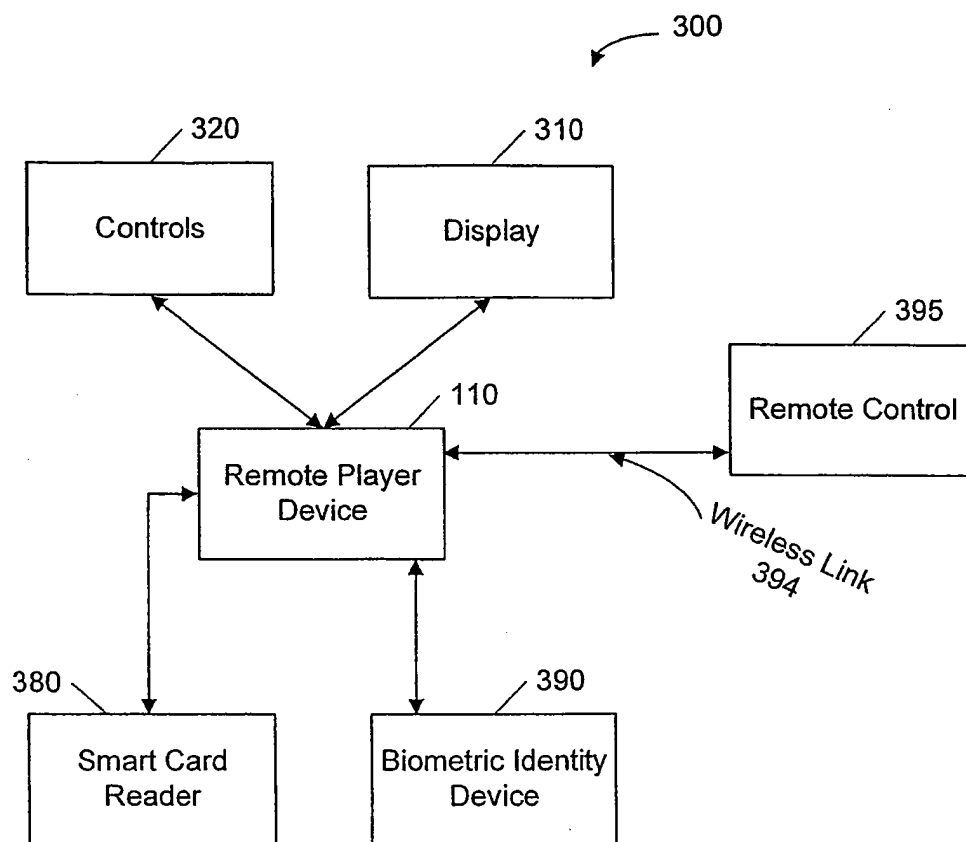 300
320
310
Controls
Display
395
Remote Control
110
Remote Player
Device
Wireless Link
394
380
390
Smart Card
Reader
Biometric Identity
Device